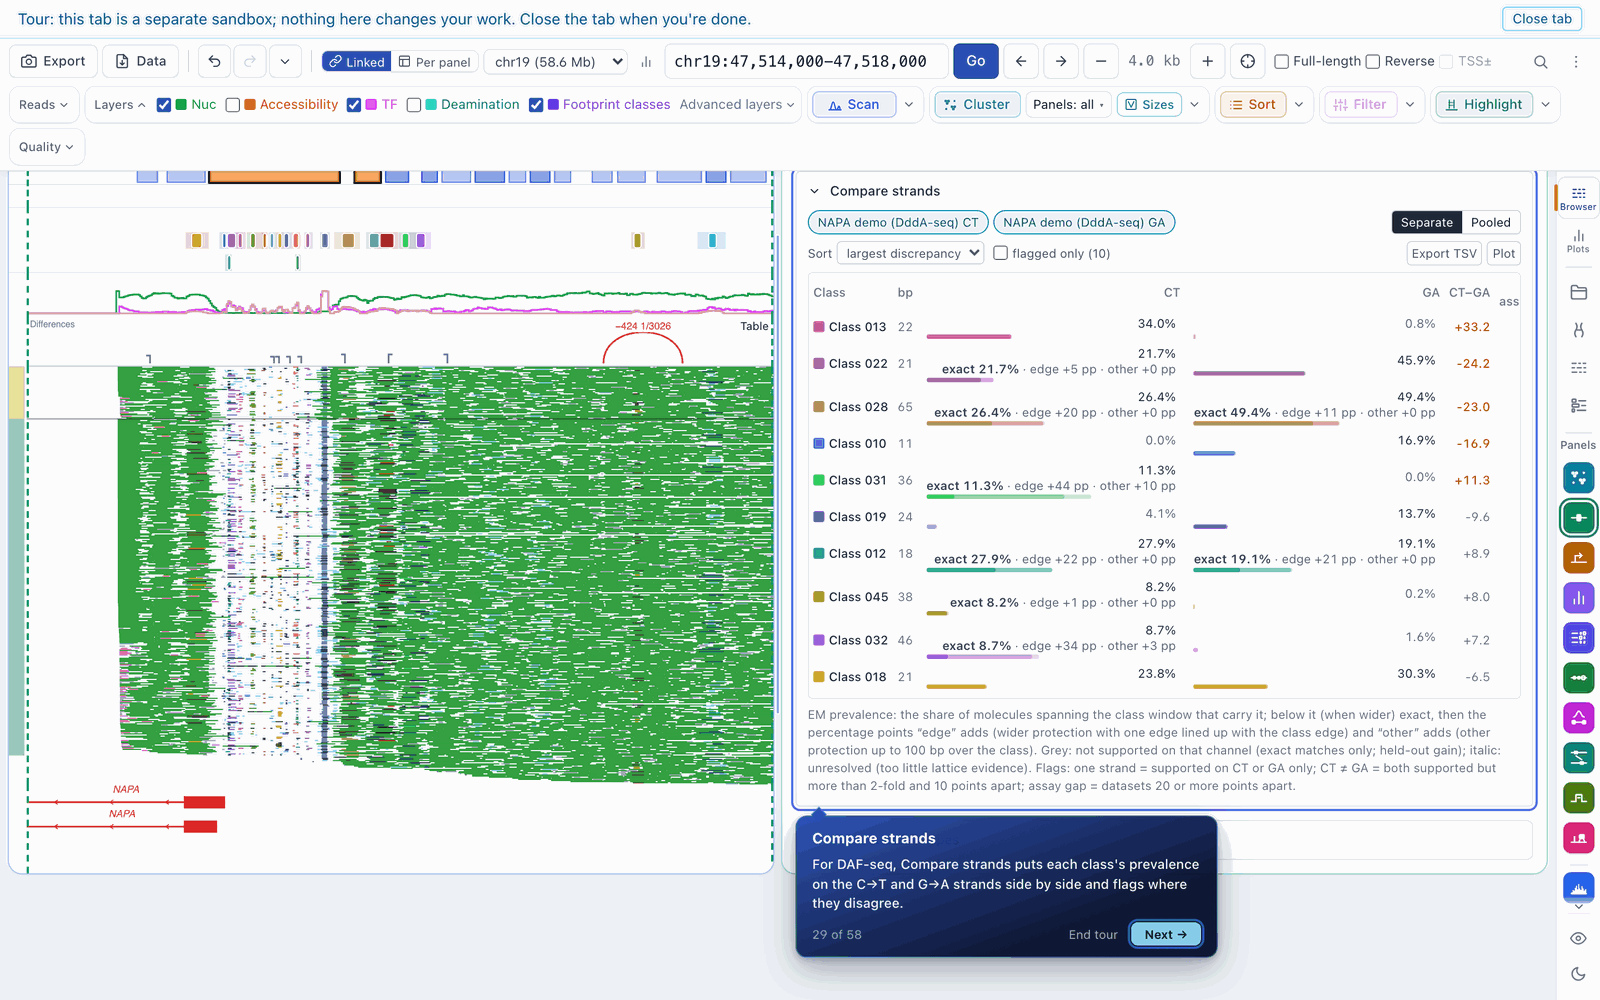 Tour: this tab is a separate sandbox; nothing here changes your work. Close the tab when you're done.
Close tab
Export
Data
Linked
Per panel
chr19 (58.6 Mb)
chr19:47,514,000–47,518,000
Go
4.0 kb
Full-length
Reverse
TSS±
Reads
Layers
Nuc
Accessibility
TF
Deamination
Footprint classes
Advanced layers
Scan
Cluster
Panels: all
Sizes
Sort
Filter
Highlight
Quality
Differences
~424 1/3026
Table
NAPA
NAPA
Compare strands
NAPA demo (DddA-seq) CT
NAPA demo (DddA-seq) GA
Separate
Pooled
Sort
largest discrepancy
flagged only (10)
Export TSV
Plot
Class bp CT GA CT–GA
ass
Class 013 22 34.0% 0.8% +33.2
Class 022 21 21.7% 45.9% -24.2
exact 21.7% · edge +5 pp · other +0 pp
Class 028 65 26.4% 49.4% -23.0
exact 26.4% · edge +20 pp · other +0 pp exact 49.4% · edge +11 pp · other +0 pp
Class 010 11 0.0% 16.9% -16.9
Class 031 36 11.3% 0.0% +11.3
exact 11.3% · edge +44 pp · other +10 pp
Class 019 24 4.1% 13.7% -9.6
Class 012 18 27.9% 19.1% +8.9
exact 27.9% · edge +22 pp · other +0 pp exact 19.1% · edge +21 pp · other +0 pp
Class 045 38 8.2% 0.2% +8.0
exact 8.2% · edge +1 pp · other +0 pp
Class 032 46 8.7% 1.6% +7.2
exact 8.7% · edge +34 pp · other +3 pp
Class 018 21 23.8% 30.3% -6.5
EM prevalence: the share of molecules spanning the class window that carry it; below it (when wider) exact, then the
percentage points “edge” adds (wider protection with one edge lined up with the class edge) and “other” adds (other
protection up to 100 bp over the class). Grey: not supported on that channel (exact matches only; held-out gain); italic:
unresolved (too little lattice evidence). Flags: one strand = supported on CT or GA only; CT ≠ GA = both supported but
more than 2-fold and 10 points apart; assay gap = datasets 20 or more points apart.
Compare strands
For DAF-seq, Compare strands puts each class's prevalence
on the C→T and G→A strands side by side and flags where
they disagree.
29 of 58
End tour
Next →
Browser
Plots
Panels